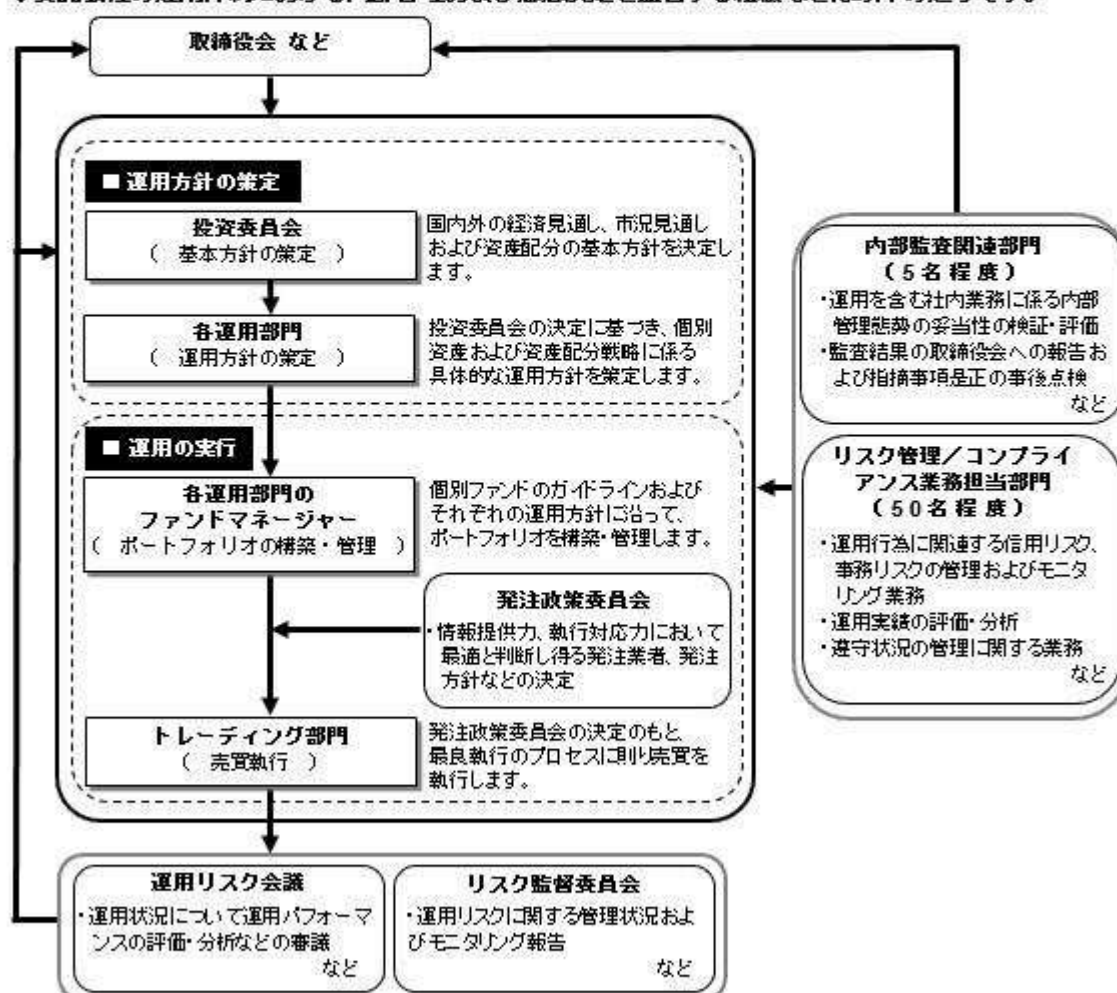 取締役会 など
■ 運用方針の策定
投資委員会
( 基本方針の策定 )
国内外の経済見通し、市況見通し
および資産配分の基本方針を決定し
ます。
各運用部門
( 運用方針の策定 )
投資委員会の決定に基づき、個別
資産および資産配分戦略に係る
具体的な運用方針を策定します。
■ 運用の実行
各運用部門の
ファンドマネージャー
( ポートフォリオの構築・管理 )
個別ファンドのガイドラインおよび
それぞれの運用方針に沿って、
ポートフォリオを構築・管理します。
発注政策委員会
・情報提供力、執行対応力において
最適と判断し得る発注業者、発注
方針などの決定
トレーディング部門
( 売買執行 )
発注政策委員会の決定のもと
最良執行のプロセスに則り売買を
執行します。
内部監査関連部門
(5名程度)
・運用を含む社内業務に係る内部
管理態勢の妥当性の検証・評価
・監査結果の取締役会への報告お
よび指摘事項是正の事後点検
など
リスク管理/コンプライ
アンス業務担当部門
(50名程度)
・運用行為に関連する信用リスク、
事務リスクの管理およびモニタ
リング業務
・運用実績の評価・分析
・遵守状況の管理に関する業務
など
運用リスク会議
・運用状況について運用パフォーマ
ンスの評価・分析などの審議
など
リスク監督委員会
・運用リスクに関する管理状況およ
びモニタリング報告
など